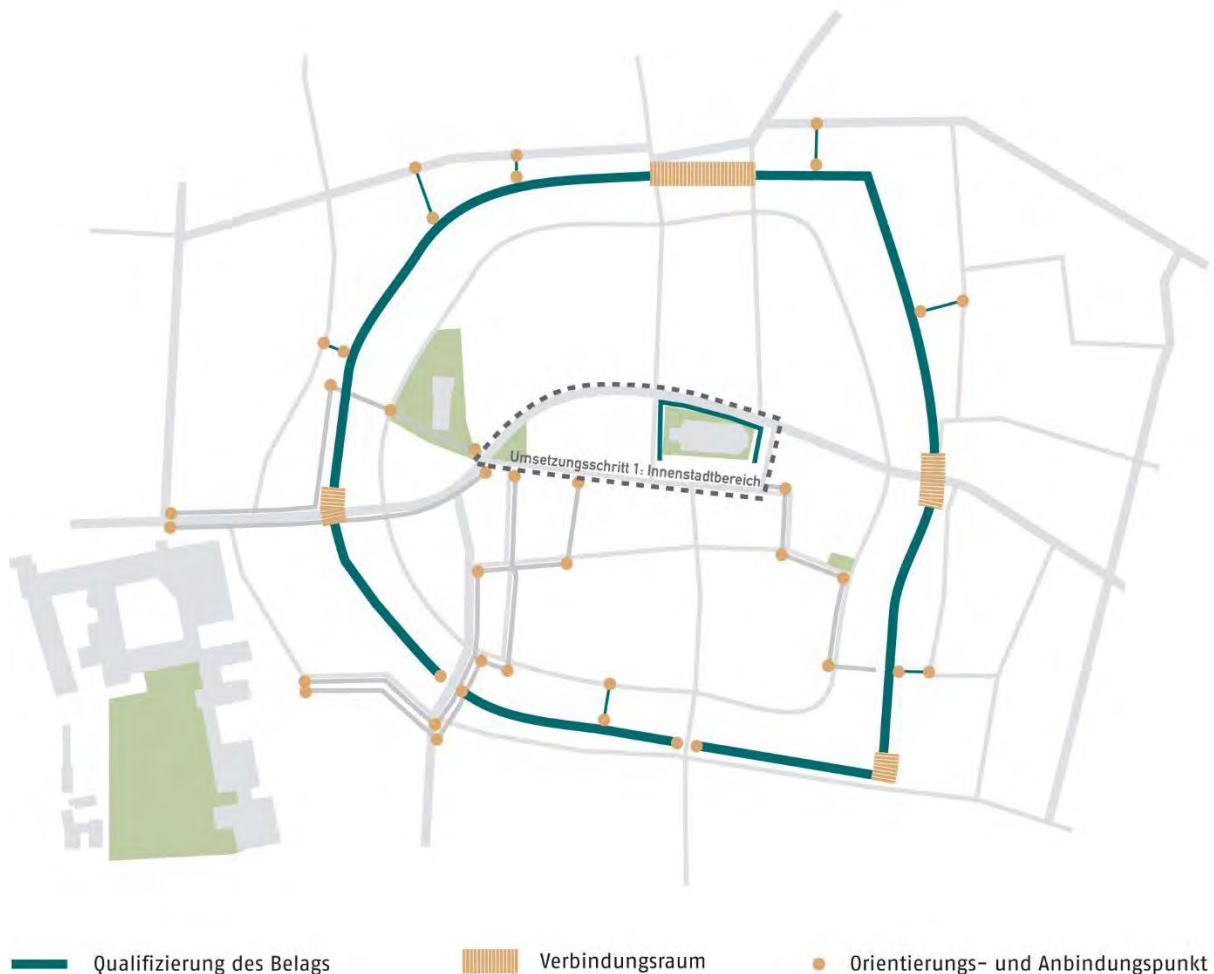 Umsetzungsschritt 1: Innenstadtbereich
Qualifizierung des Belags
Verbindungsraum
Orientierungs- und Anbindungspunkt